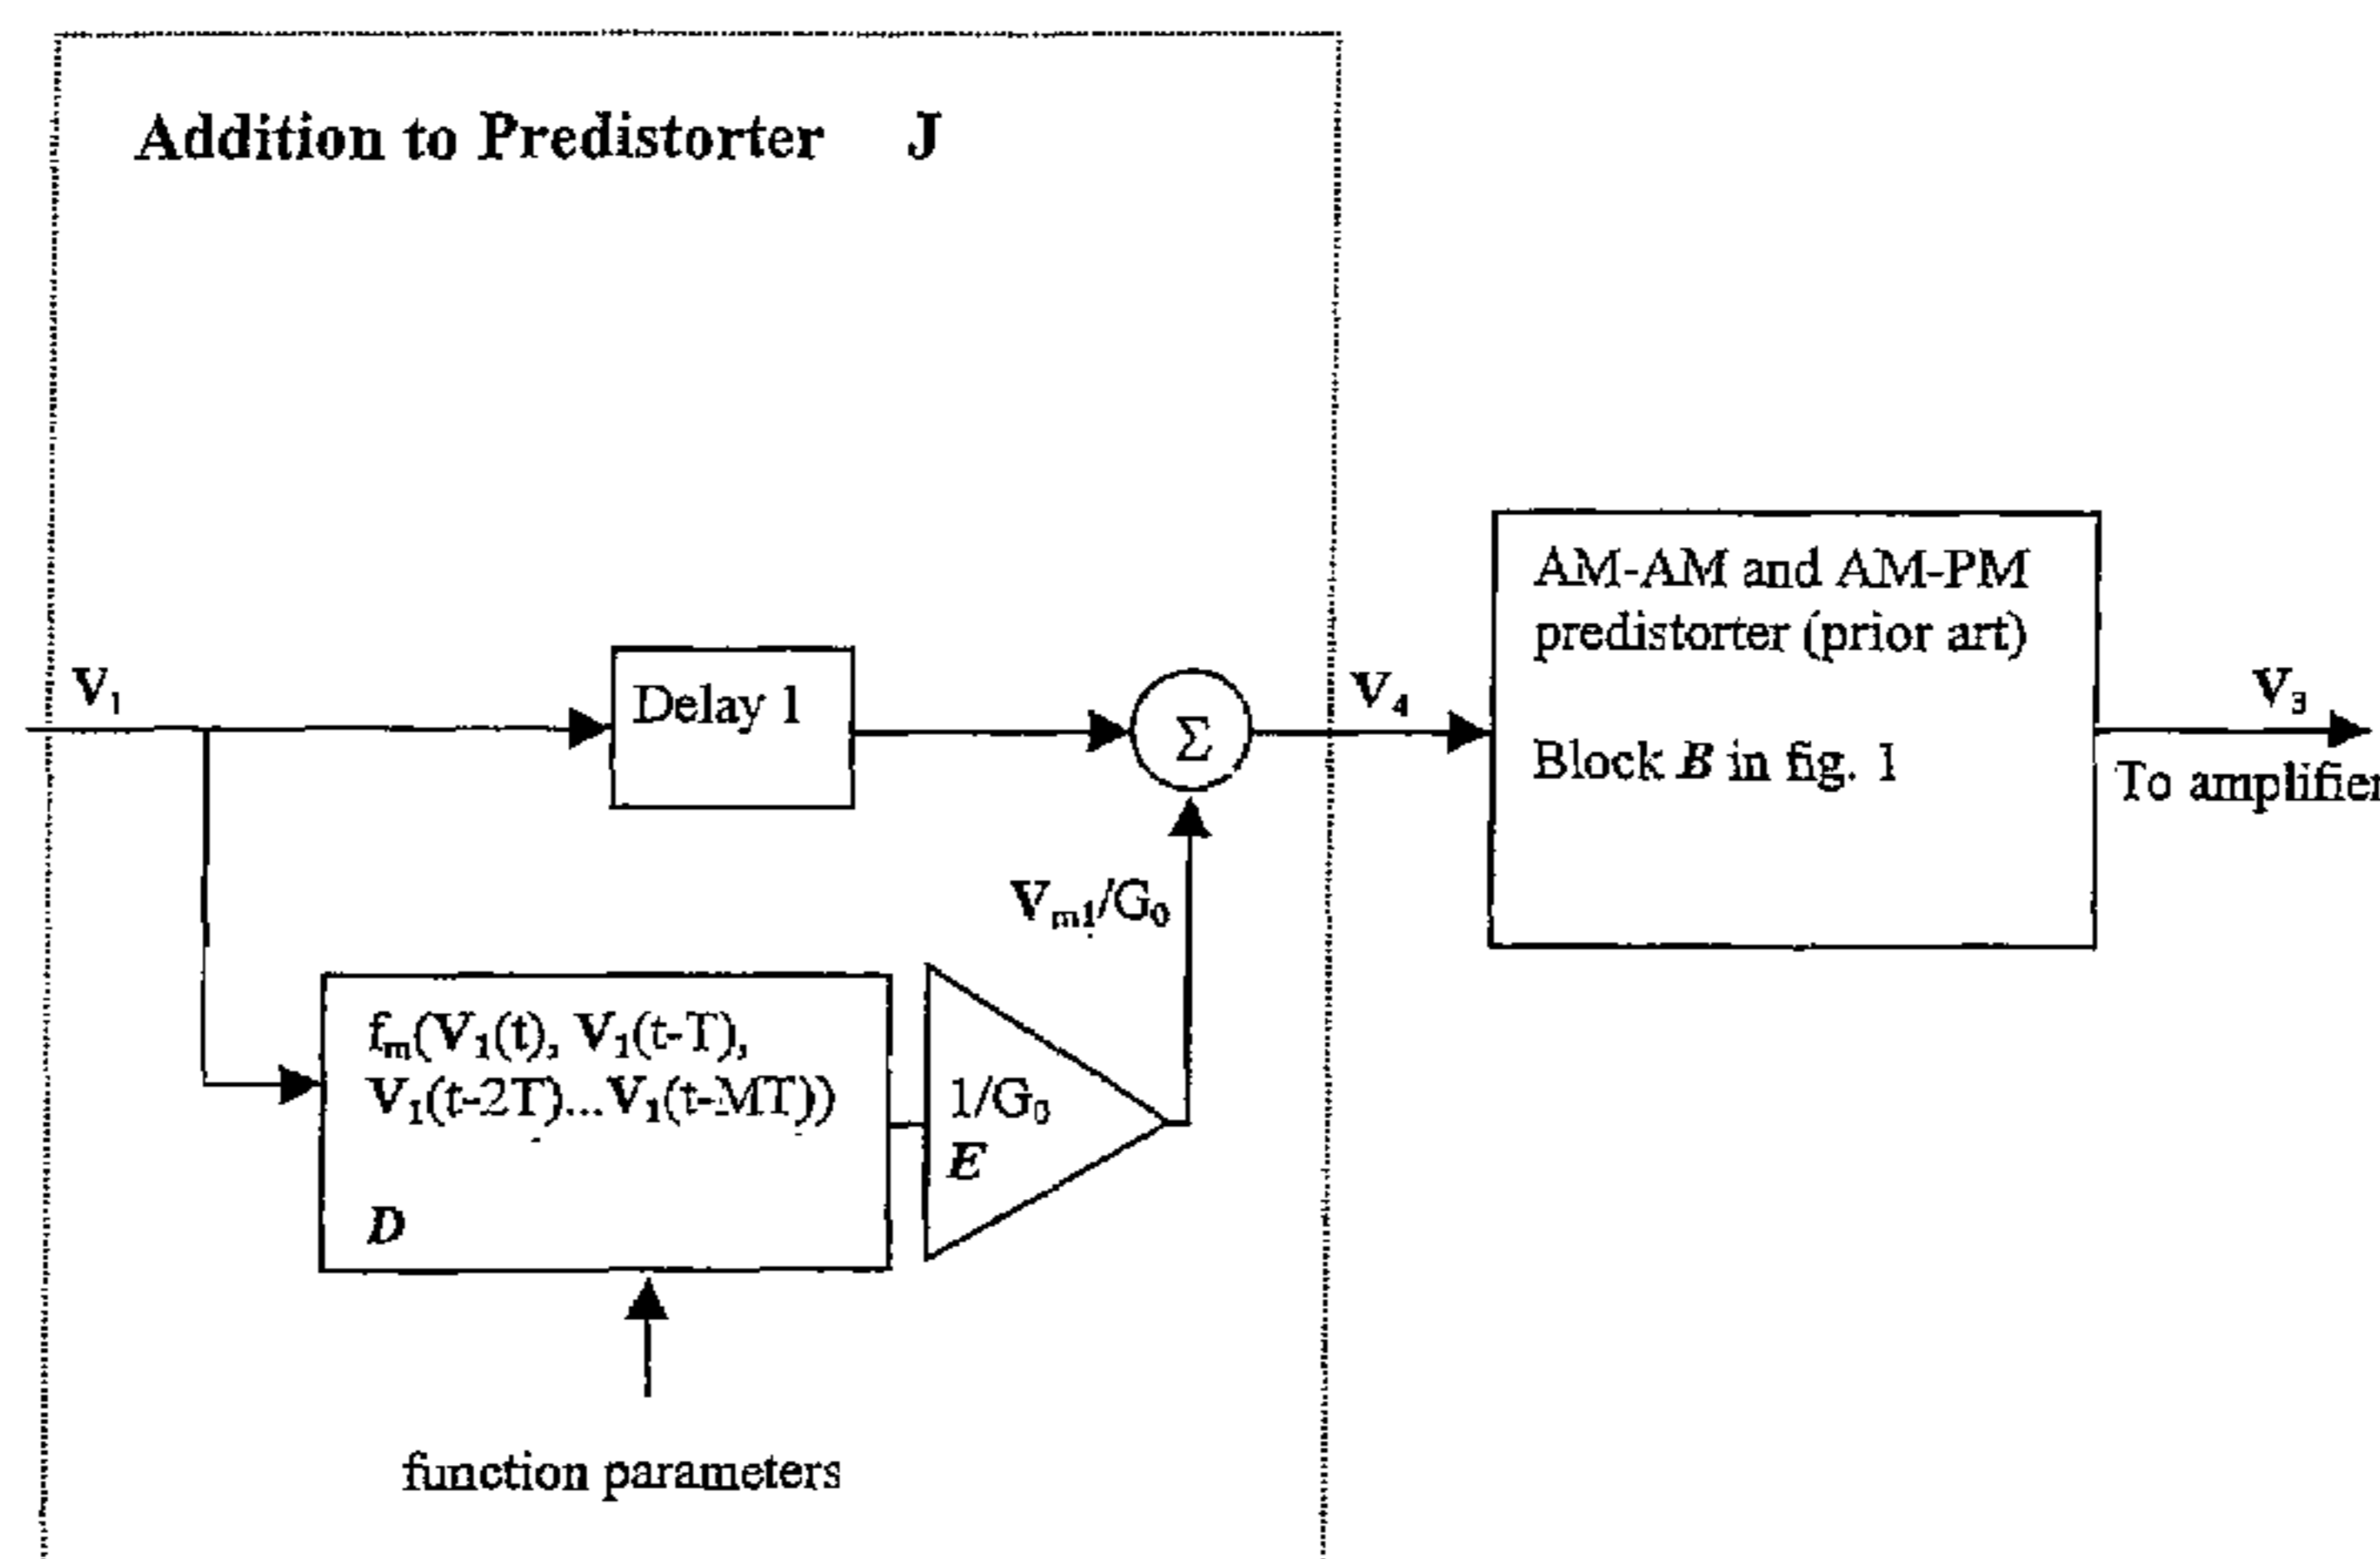 Addition to Predistorter J
AM-AM and AM-PM
predistorter (prior art)
Block B in fig. 1
V₁
Delay 1
Σ
V₄
V₃
To amplifier
Vₘ₁/G₀
fₘ(V₁(t), V₁(t-T),
V₁(t-2T)...V₁(t-MT))
D
1/G₀
E
function parameters